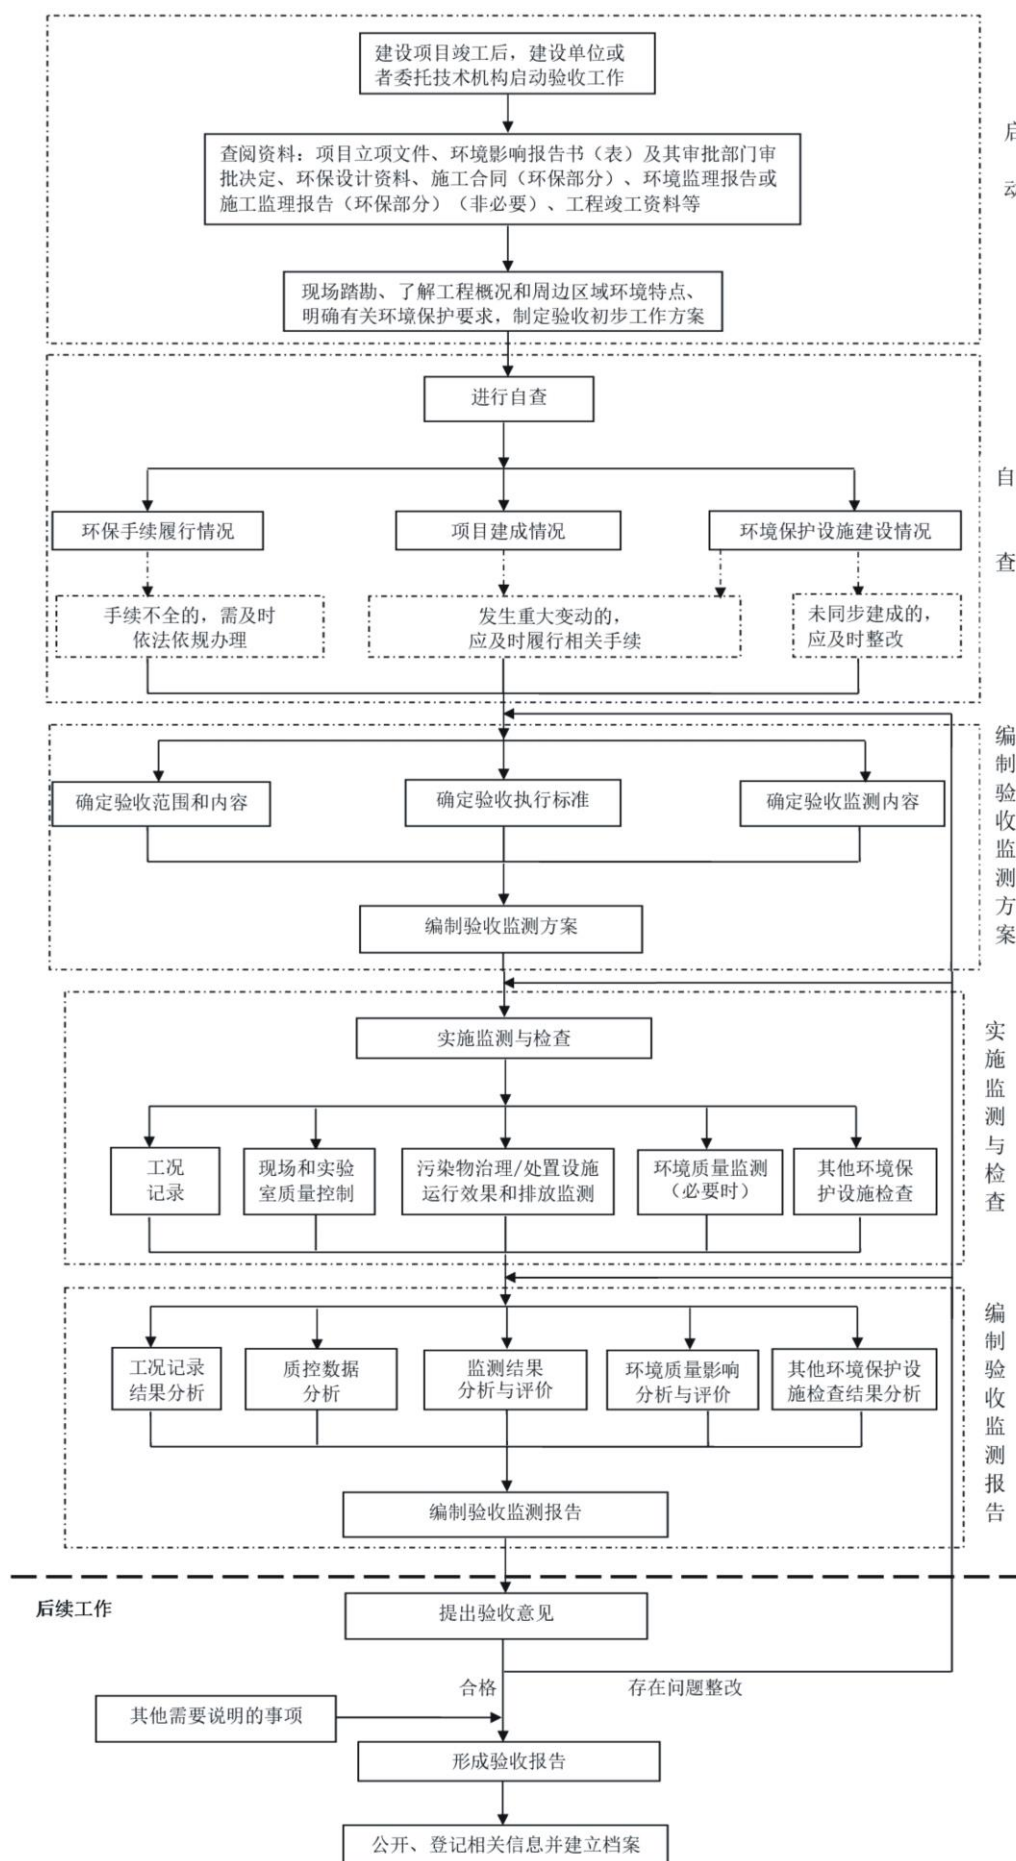 建设项目竣工后，建设单位或
者委托技术机构启动验收工作
启
动
查阅资料：项目立项文件、环境影响报告书（表）及其审批部门审
批决定、环保设计资料、施工合同（环保部分）、环境监理报告或
施工监理报告（环保部分）（非必要）、工程竣工资料等
现场踏勘、了解工程概况和周边区域环境特点、
明确有关环境保护要求，制定验收初步工作方案
进行自查
自
查
环保手续履行情况
项目建成情况
环境保护设施建设情况
手续不全的，需及时
依法依规办理
发生重大变动的，
应及时履行相关手续
未同步建成的，
应及时整改
编
制
验
收
监
测
方
案
确定验收范围和内容
确定验收执行标准
确定验收监测内容
编制验收监测方案
实
施
监
测
与
检
查
实施监测与检查
工况
记录
现场和实验
室质量控制
污染物治理/处置设施
运行效果和排放监测
环境质量监测
（必要时）
其他环境保
护设施检查
编
制
验
收
监
测
报
告
工况记录
结果分析
质控数据
分析
监测结果
分析与评价
环境质量影响
分析与评价
其他环境保护设
施检查结果分析
编制验收监测报告
后续工作
提出验收意见
合格
存在问题整改
其他需要说明的事项
形成验收报告
公开、登记相关信息并建立档案